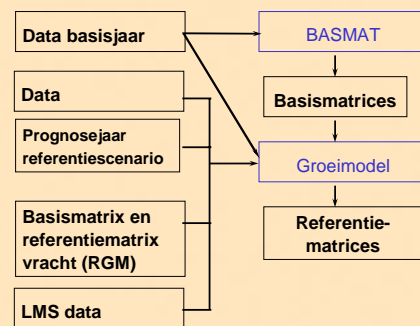 Data basisjaar
BASMAT
Data
Basismatrices
Prognosejaar
referentiescenario
Groeimodel
Basismatrix en
referentiematrix
vracht (RGM)
Referentie-
matrices
LMS data